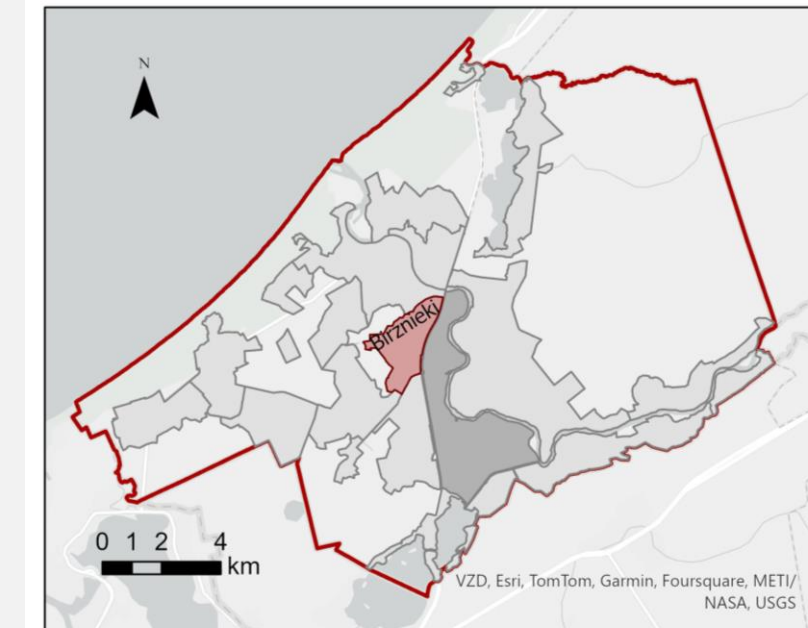 N
Birznieki
0 1 2 4
km
VZD, Esri, TomTom, Garmin, Foursquare, METI/
NASA, USGS